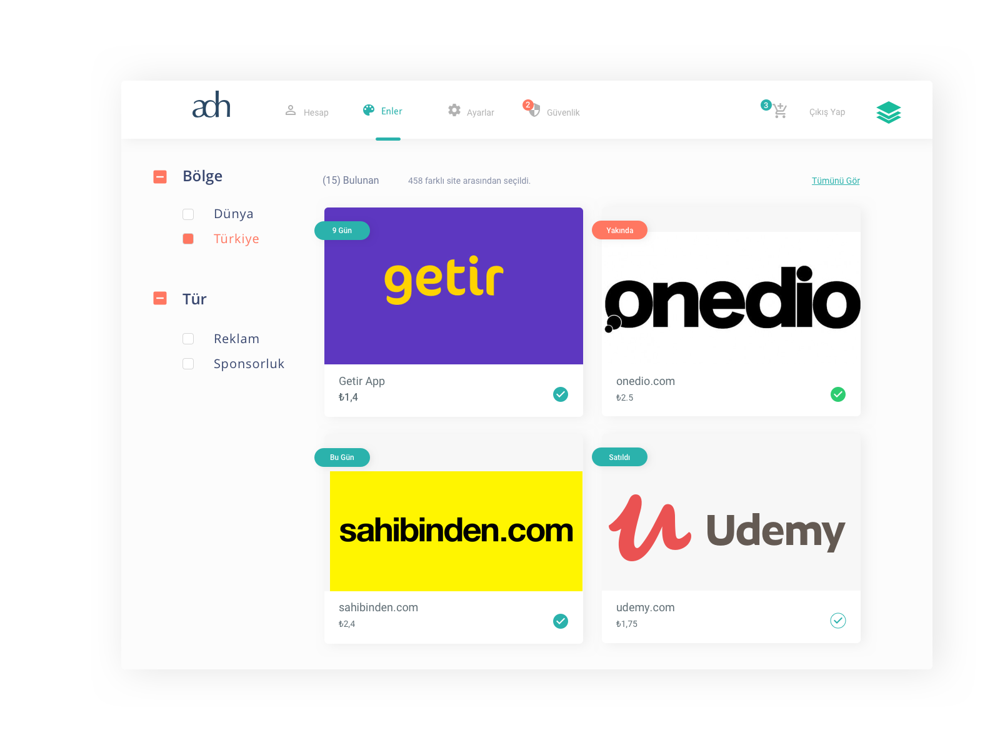 adh
Hesap
Enler
Ayarlar
2
Güvenlik
3
Çıkış Yap
Bölge
Dünya
Türkiye
Tür
Reklam
Sponsorluk
(15) Bulunan
458 farklı site arasından seçildi.
Tümünü Gör
9 Gün
getir
Getir App
₺1,4
Yakında
onedio
onedio.com
₺2.5
Bu Gün
sahibinden.com
sahibinden.com
₺2,4
Satıldı
Udemy
udemy.com
₺1,75